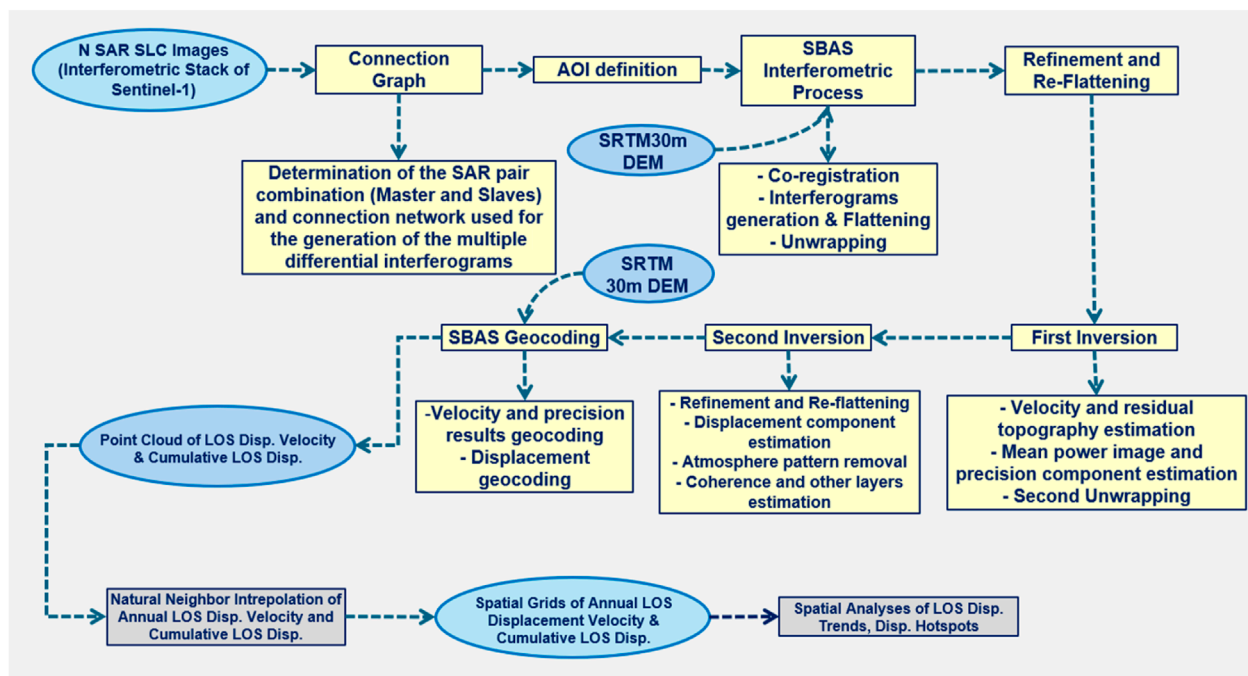 N SAR SLC Images
(Interferometric Stack of
Sentinel-1)
Connection
Graph
AOI definition
SBAS
Interferometric
Process
Refinement and
Re-Flattening
SRTM30m
DEM
Determination of the SAR pair
combination (Master and Slaves)
and connection network used for
the generation of the multiple
differential interferograms
- Co-registration
- Interferograms
generation & Flattening
- Unwrapping
SRTM
30m DEM
SBAS Geocoding
Second Inversion
First Inversion
-Velocity and precision
results geocoding
- Displacement
geocoding
- Refinement and Re-flattening
- Displacement component
estimation
- Atmosphere pattern removal
- Coherence and other layers
estimation
- Velocity and residual
topography estimation
- Mean power image and
precision component estimation
- Second Unwrapping
Point Cloud of LOS Disp. Velocity
& Cumulative LOS Disp.
Natural Neighbor Intrepolation of
Annual LOS Disp. Velocity and
Cumulative LOS Disp.
Spatial Grids of Annual LOS
Displacement Velocity &
Cumulative LOS Disp.
Spatial Analyses of LOS Disp.
Trends, Disp. Hotspots